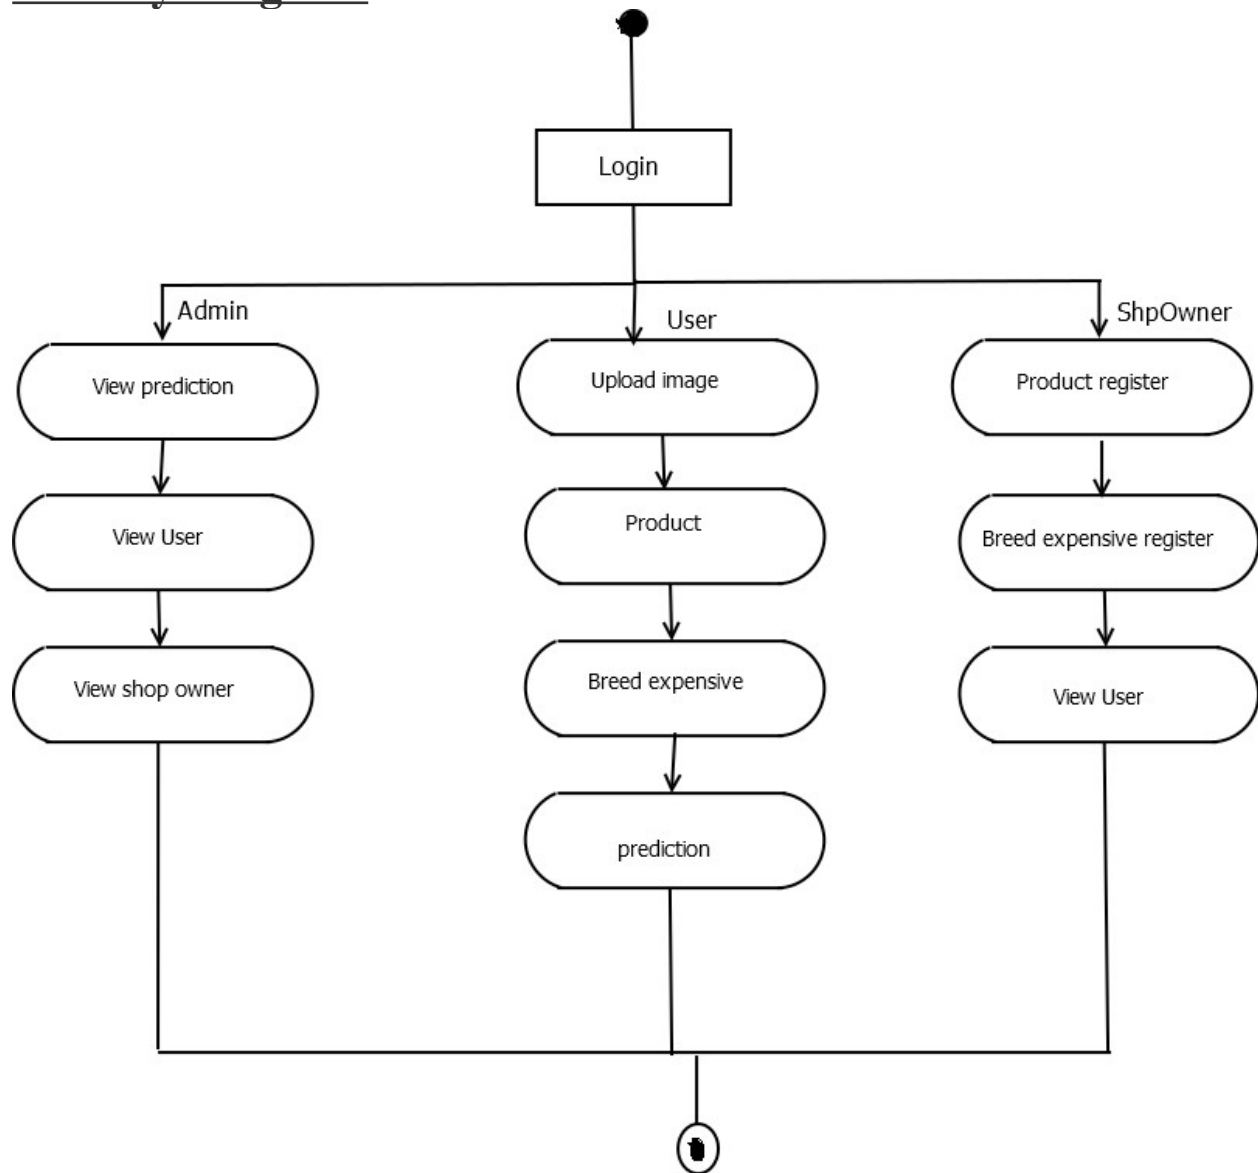 Login
Admin
User
ShpOwner
View prediction
Upload image
Product register
View User
Product
Breed expensive register
View shop owner
Breed expensive
View User
prediction